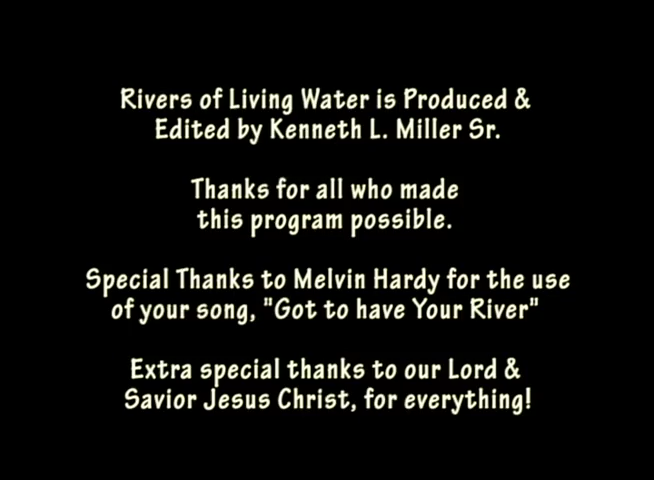 Rivers of Living Water is Produced &
Edited by Kenneth L. Miller Sr.
Thanks for all who made
this program possible.
Special Thanks to Melvin Hardy for the use
of your song, "Got to have Your River"
Extra special thanks to our Lord &
Savior Jesus Christ, for everything!